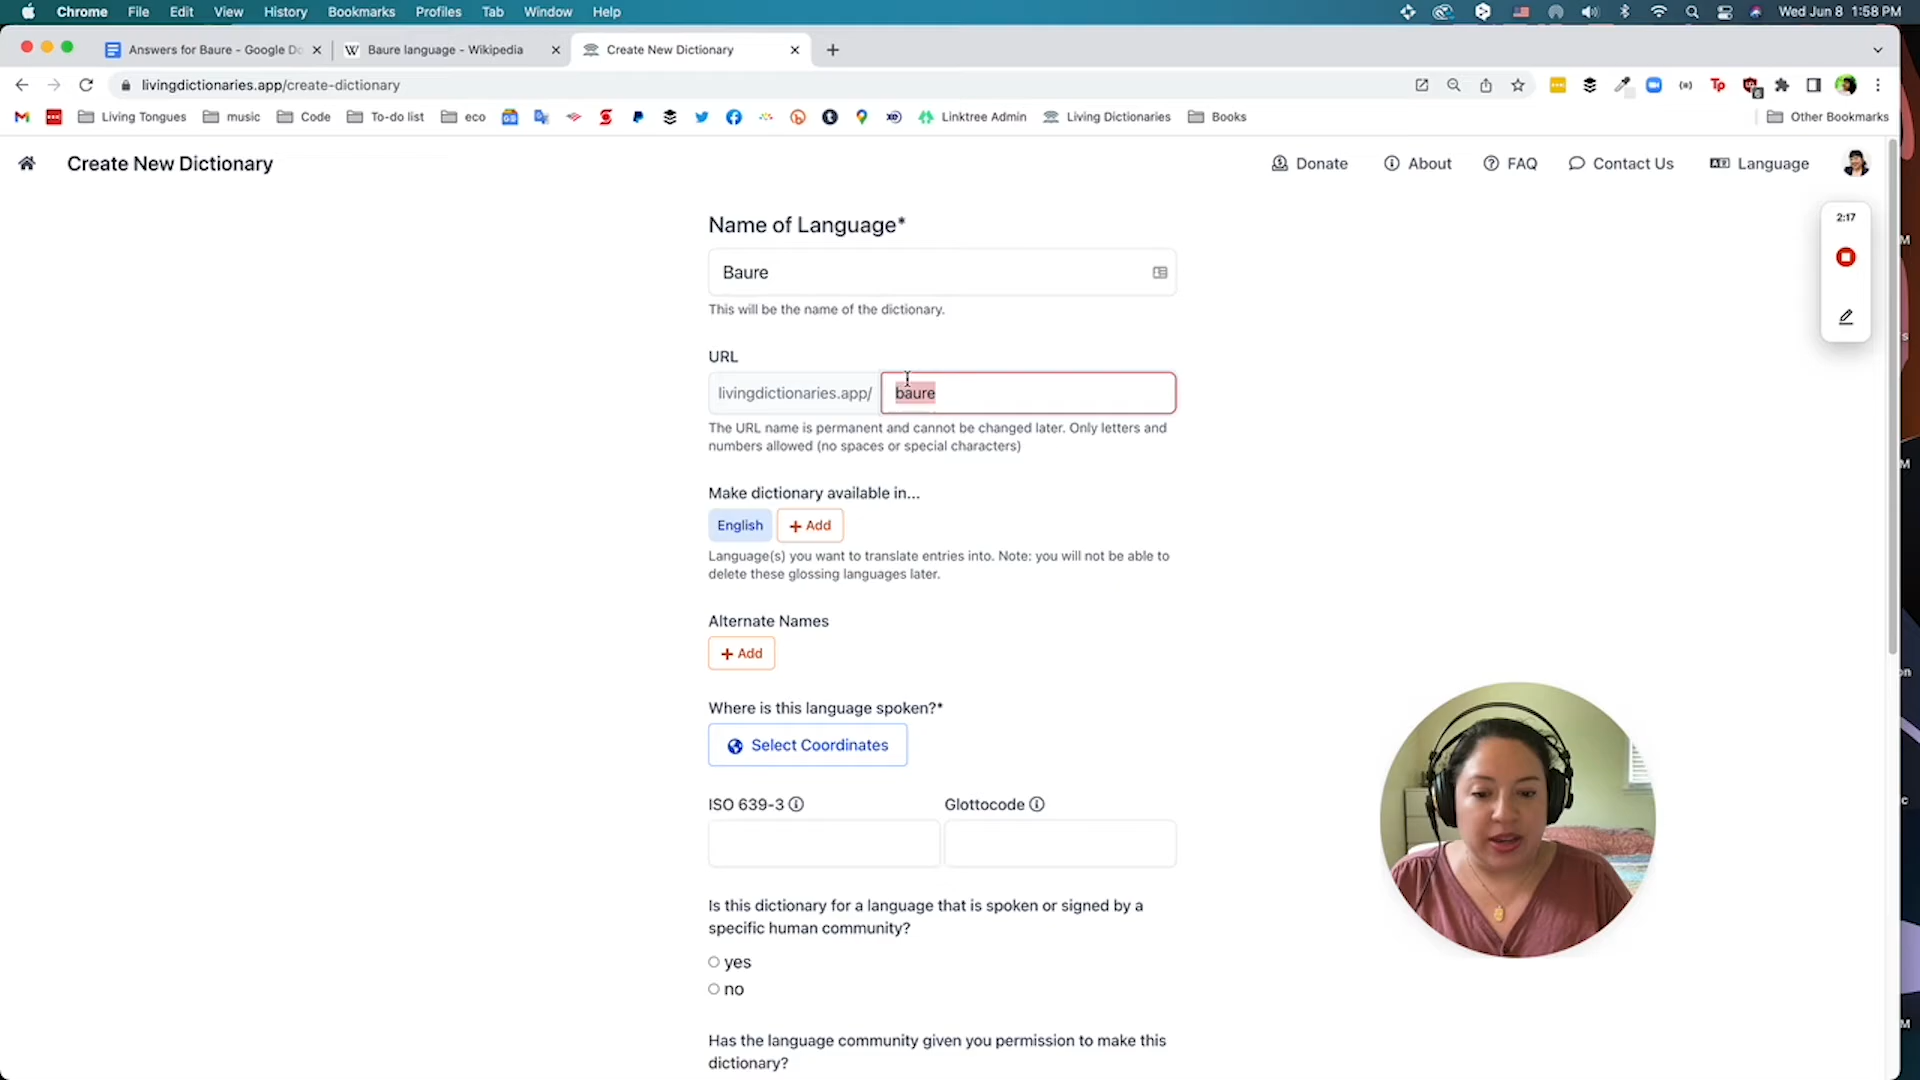 Chrome File Edit View History Bookmarks Profiles Tab Window Help Wed Jun 8 1:58 PM
Answers for Baure - Google Do Baure language - Wikipedia Create New Dictionary
livingdictionaries.app/create-dictionary
Living Tongues music Code To-do list eco Linktree Admin Living Dictionaries Books Other Bookmarks
Create New Dictionary Donate About FAQ Contact Us Language
2:17
Name of Language*
Baure
This will be the name of the dictionary.
URL
livingdictionaries.app/ baure
The URL name is permanent and cannot be changed later. Only letters and
numbers allowed (no spaces or special characters)
Make dictionary available in...
English + Add
Language(s) you want to translate entries into. Note: you will not be able to
delete these glossing languages later.
Alternate Names
+ Add
Where is this language spoken?*
Select Coordinates
ISO 639-3 Glottocode
Is this dictionary for a language that is spoken or signed by a
specific human community?
yes
no
Has the language community given you permission to make this
dictionary?